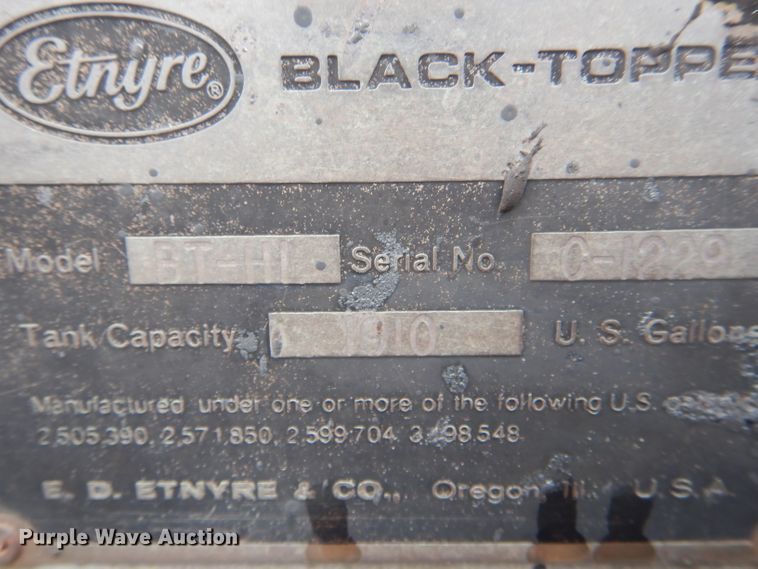 Etnyre®
BLACK-TOPPE
Model BT-HL Serial No. C-1229
Tank Capacity 1910 U. S. Gallons
Manufactured under one or more of the following U.S.
2,505,390, 2,571,850, 2,599,704
E. D. ETNYRE & CO., Oregon, Ill. U.S.A.
Purple Wave Auction